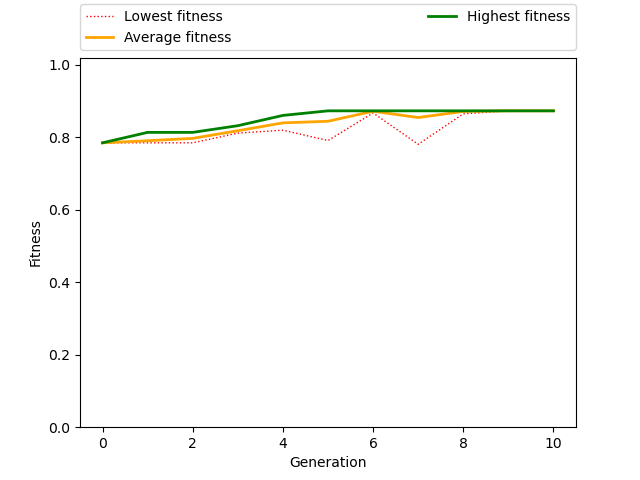 Lowest fitness
Average fitness
Highest fitness
1.0
0.8
0.6
0.4
0.2
0.0
Fitness
0 2 4 6 8 10
Generation